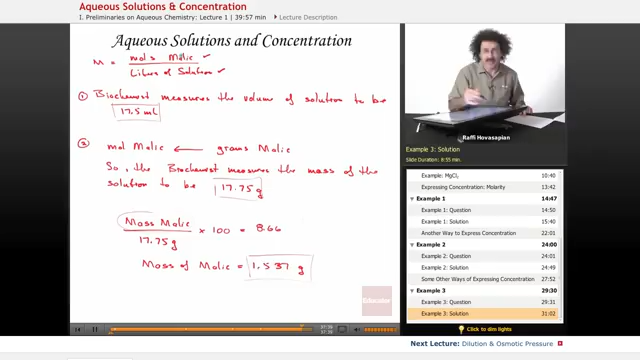 Aqueous Solutions & Concentration
1. Preliminaries on Aqueous Chemistry: Lecture 1 | 39:57 min
Lecture Description
Aqueous Solutions and Concentration
M = mols Malic / Liters of Solution
① Biochemist measures the volume of solution to be
17.5 mL
② mol Malic ← grams Malic
So, the Biochemist measures the mass of the
solution to be 17.75 g
Mass Malic / 17.75 g × 100 = 8.66
Mass of Malic = 1.537 g
Educator
Raffi Hovasapian
Example 3: Solution
Slide Duration: 8:55 min
Example: MgCl₂ 10:40
Expressing Concentration: Molarity 13:42
Example 1 14:47
Example 1: Question 14:50
Example 1: Solution 15:40
Another Way to Express Concentration 22:01
Example 2 24:00
Example 2: Question 24:01
Example 2: Solution 24:49
Some Other Ways of Expressing Concentration 27:52
Example 3 29:30
Example 3: Question 29:31
Example 3: Solution 31:02
Click to dim lights
Next Lecture: Dilution & Osmotic Pressure